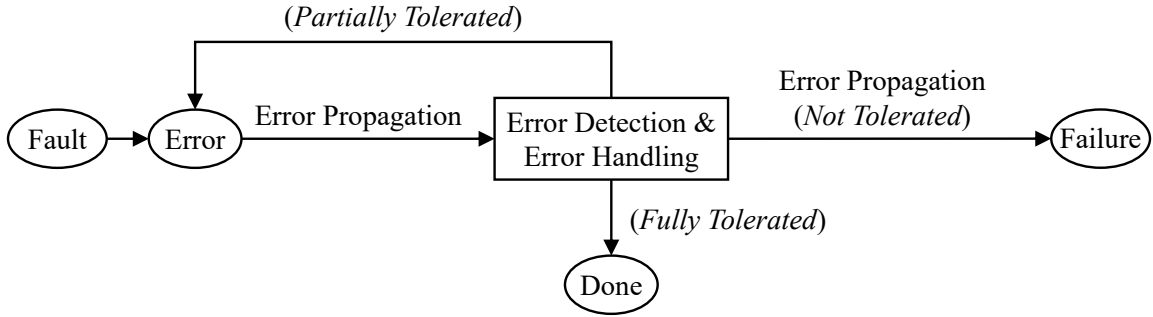 (Partially Tolerated)
Fault
Error
Error Propagation
Error Detection &
Error Handling
Error Propagation
(Not Tolerated)
Failure
(Fully Tolerated)
Done